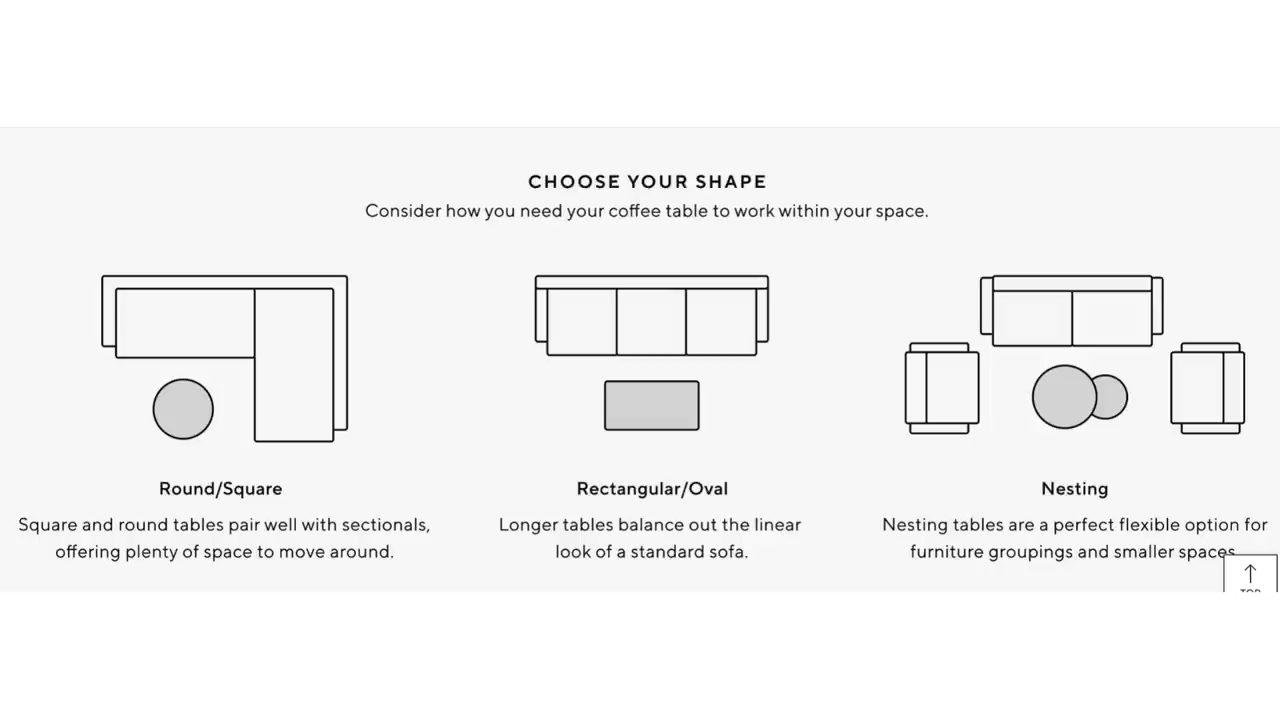 CHOOSE YOUR SHAPE
Consider how you need your coffee table to work within your space.
Round/Square
Square and round tables pair well with sectionals,
offering plenty of space to move around.
Rectangular/Oval
Longer tables balance out the linear
look of a standard sofa.
Nesting
Nesting tables are a perfect flexible option for
furniture groupings and smaller spaces
TOP